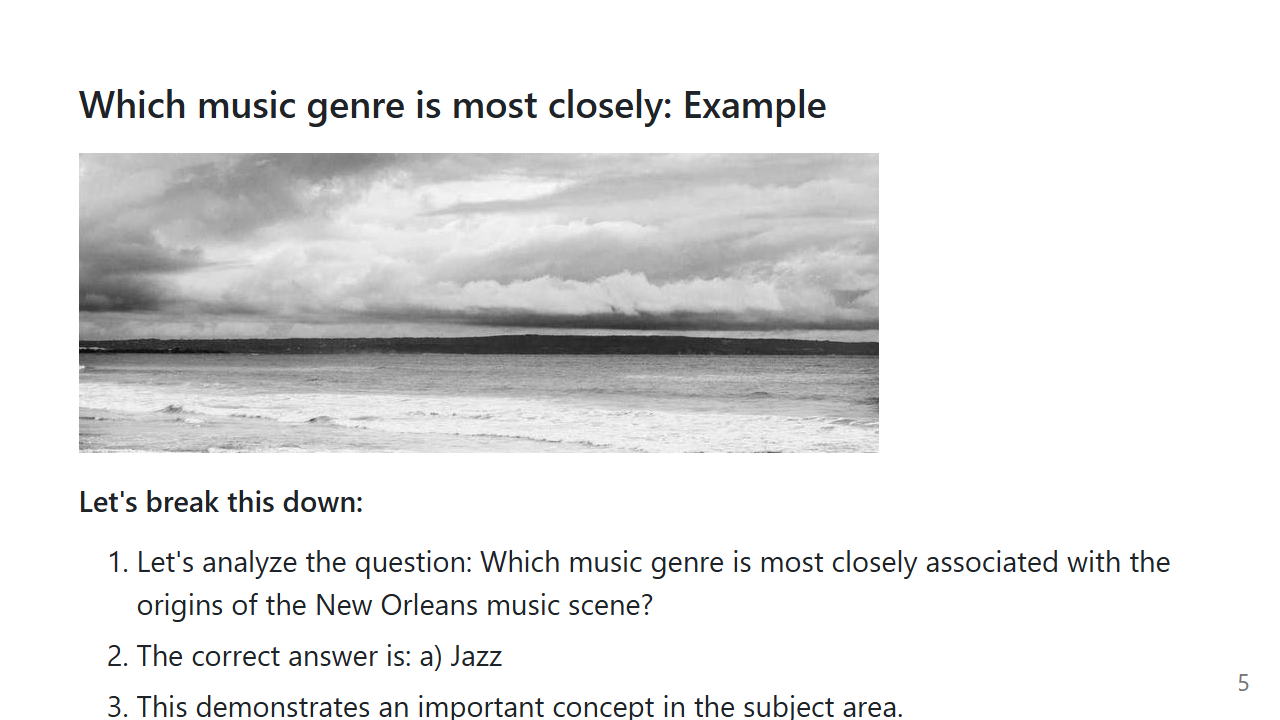 Which music genre is most closely: Example
Let's break this down:
1. Let's analyze the question: Which music genre is most closely associated with the
origins of the New Orleans music scene?
2. The correct answer is: a) Jazz
3. This demonstrates an important concept in the subject area.
5